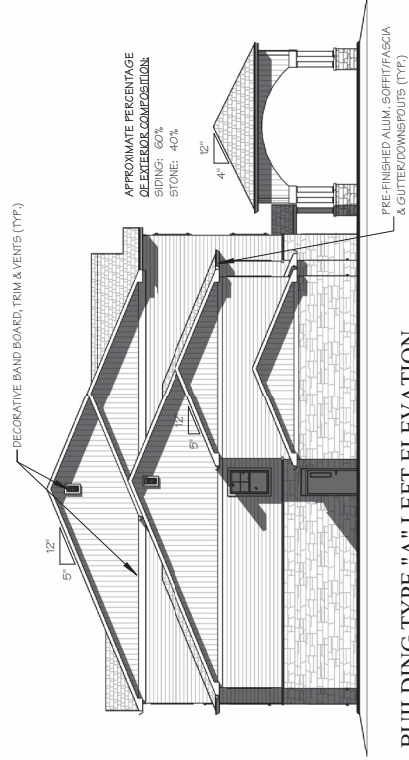 DECORATIVE BAND BOARD, TRIM & VENTS (TYP.)
12"
5"
12"
5"
APPROXIMATE PERCENTAGE
OF EXTERIOR COMPOSITION:
SIDING: 60%
STONE: 40%
12"
4"
PRE-FINISHED ALUM. SOFFIT/FASCIA
& GUTTER/DOWNSPOUTS (TYP.)
BUILDING TYPE "A" LEFT ELEVATION